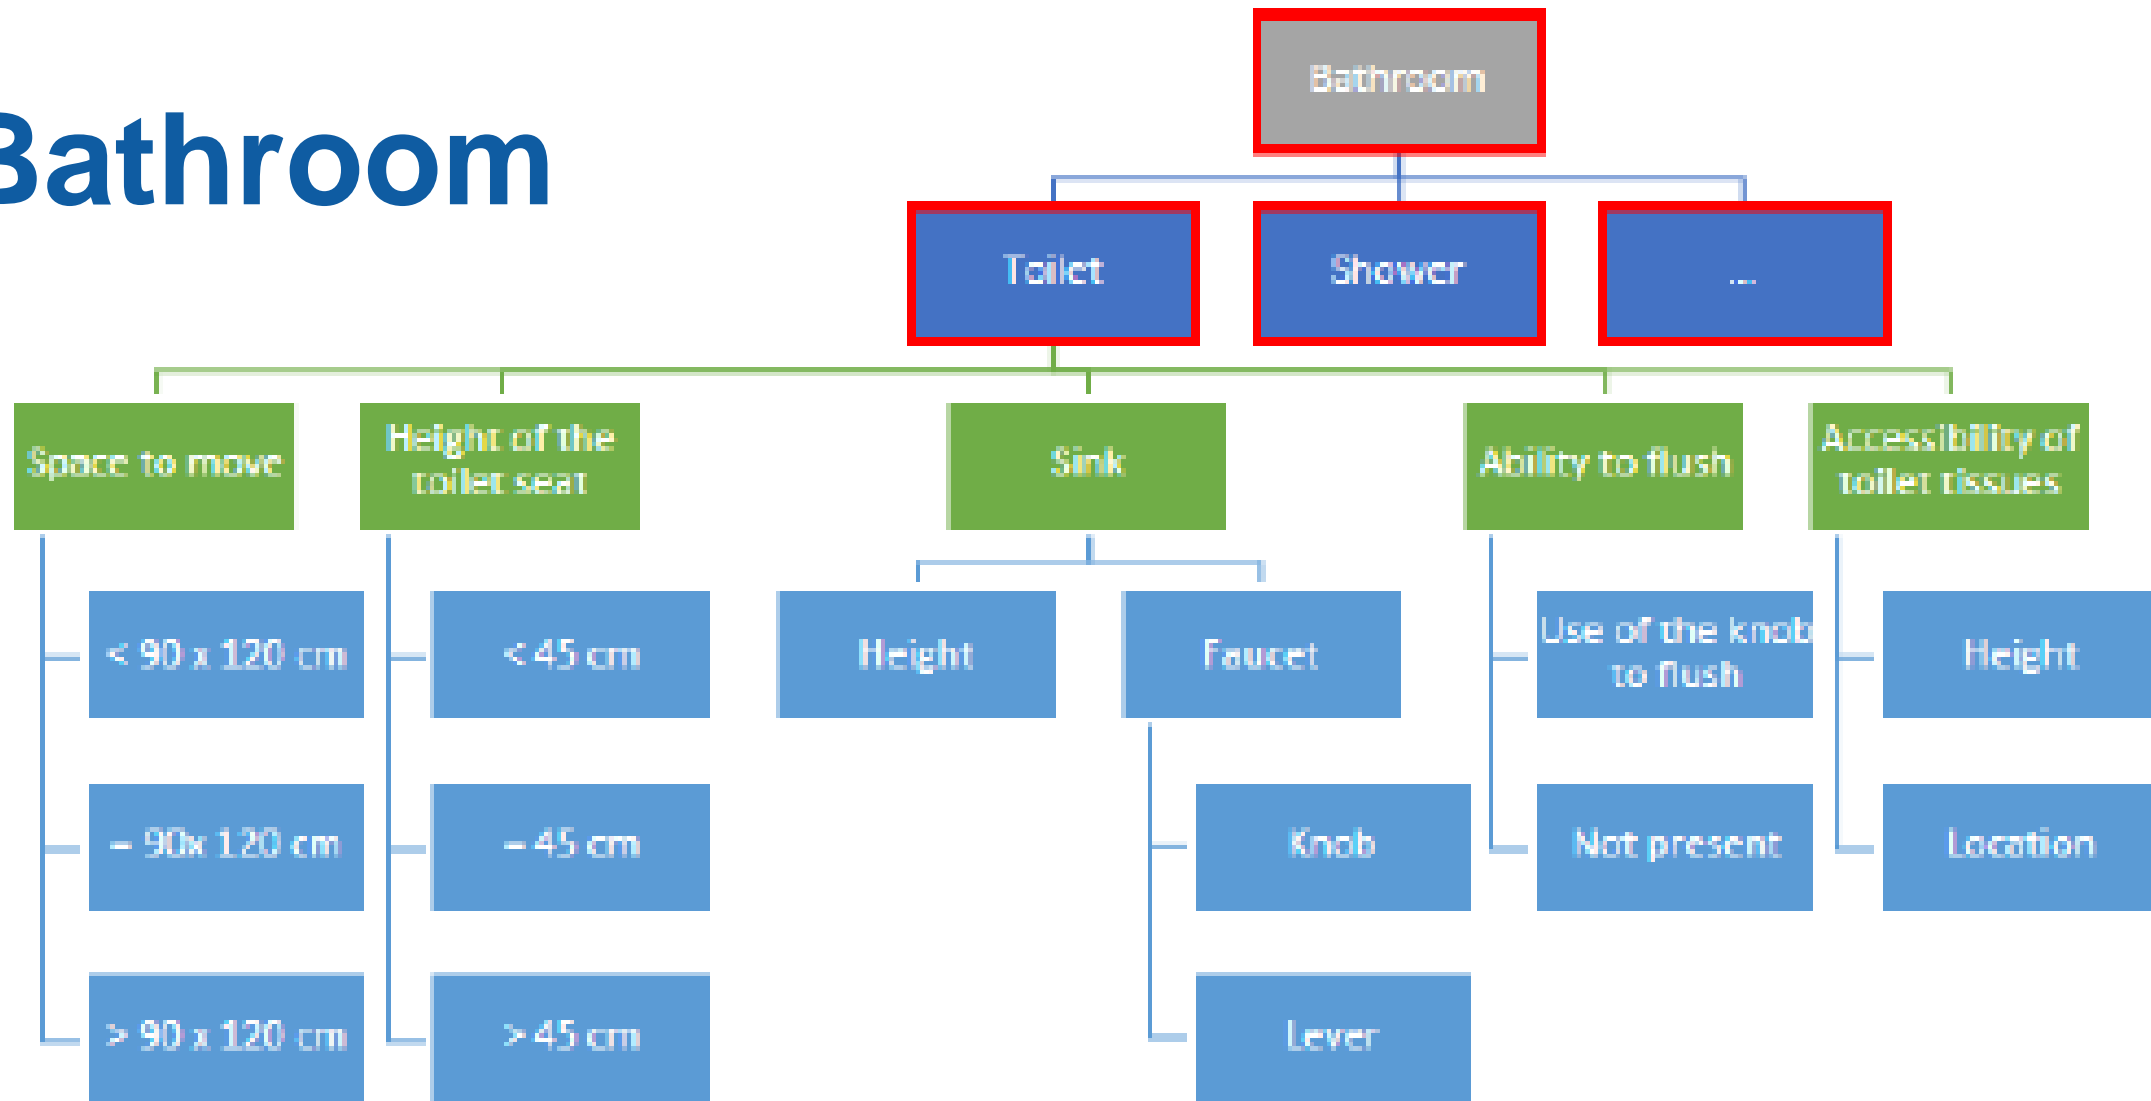 Bathroom
Bathroom
Toilet
Shower
...
Space to move
Height of the
toilet seat
Sink
Ability to flush
Accessibility of
toilet tissues
< 90 x 120 cm
< 45 cm
Height
Faucet
Use of the knob
to flush
Height
= 90x 120 cm
= 45 cm
Knob
Not present
Location
> 90 x 120 cm
> 45 cm
Lever